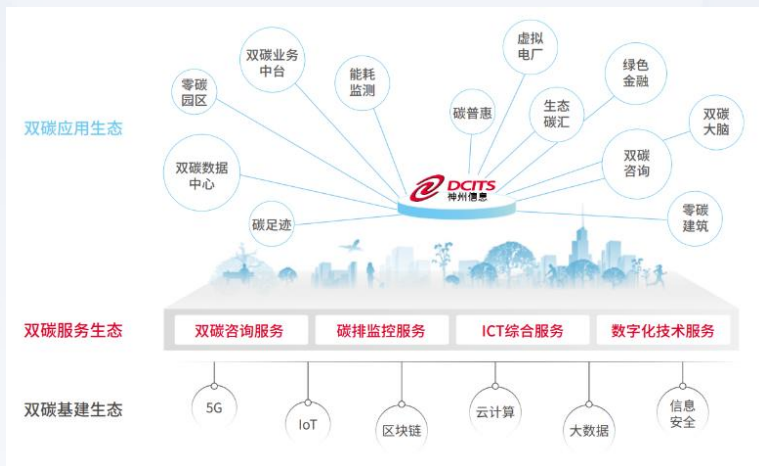 双碳应用生态
零碳
园区
双碳业务
中台
能耗
监测
碳普惠
虚拟
电厂
生态
碳汇
绿色
金融
双碳
大脑
双碳数据
中心
碳足迹
DCITS
神州信息
双碳
咨询
零碳
建筑
双碳服务生态
双碳咨询服务
碳排监控服务
ICT综合服务
数字化技术服务
双碳基建生态
5G
IoT
区块链
云计算
大数据
信息
安全